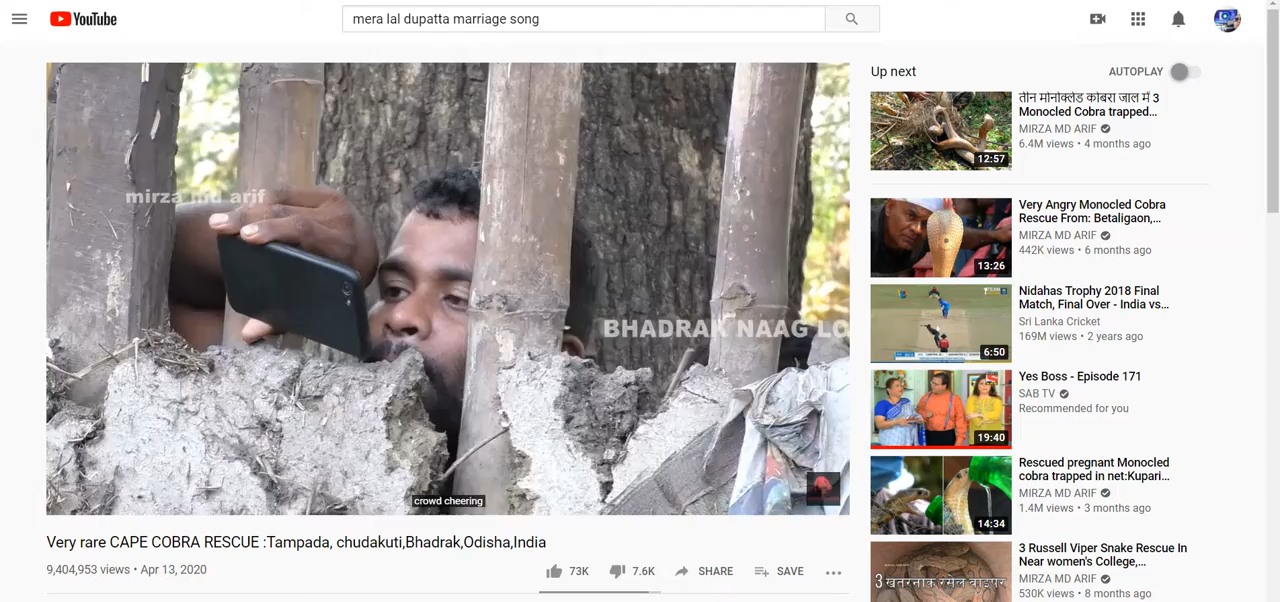 YouTube
mera lal dupatta marriage song
mirza md arif
BHADRAK NAAG LO
crowd cheering
Very rare CAPE COBRA RESCUE :Tampada, chudakuti,Bhadrak,Odisha,India
9,404,953 views • Apr 13, 2020
73K
7.6K
SHARE
SAVE
Up next
AUTOPLAY
तीन मोनोक्लेड कोबरा जाल में 3
Monocled Cobra trapped…
MIRZA MD ARIF
6.4M views • 4 months ago
12:57
Very Angry Monocled Cobra
Rescue From: Betaligaon,…
MIRZA MD ARIF
442K views • 6 months ago
13:26
Nidahas Trophy 2018 Final
Match, Final Over - India vs…
Sri Lanka Cricket
169M views • 2 years ago
6:50
Yes Boss - Episode 171
SAB TV
Recommended for you
19:40
Rescued pregnant Monocled
cobra trapped in net:Kupari…
MIRZA MD ARIF
1.4M views • 3 months ago
14:34
3 Russell Viper Snake Rescue In
Near women's College,…
MIRZA MD ARIF
530K views • 8 months ago
3 खतरनाक रसेल वाइपर